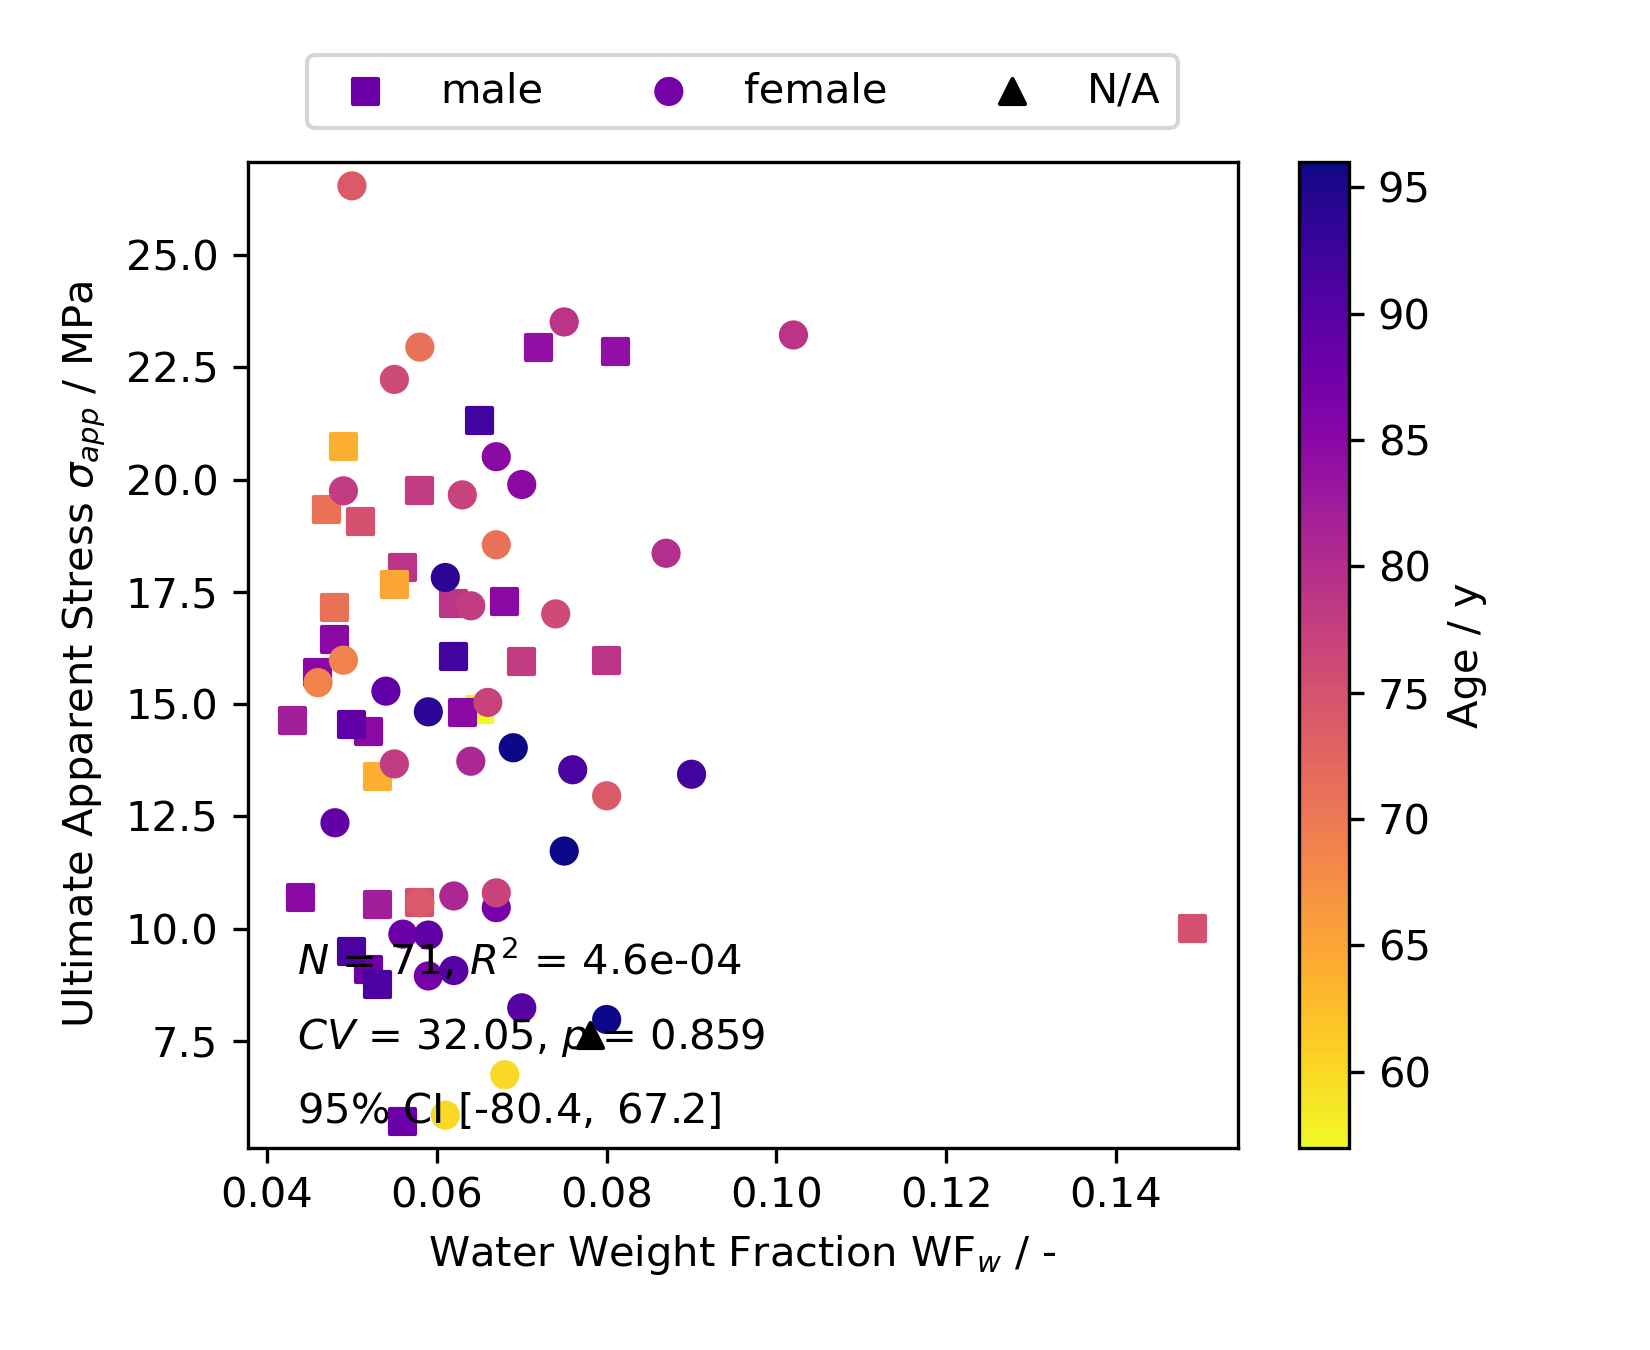 male female N/A
25.0
22.5
20.0
17.5
15.0
12.5
10.0
7.5
Ultimate Apparent Stress σ_app / MPa
N = 71, R² = 4.6e-04
CV = 32.05, p = 0.859
95% CI [-80.4, 67.2]
0.04 0.06 0.08 0.10 0.12 0.14
Water Weight Fraction WF_w / -
95
90
85
80
75
70
65
60
Age / y